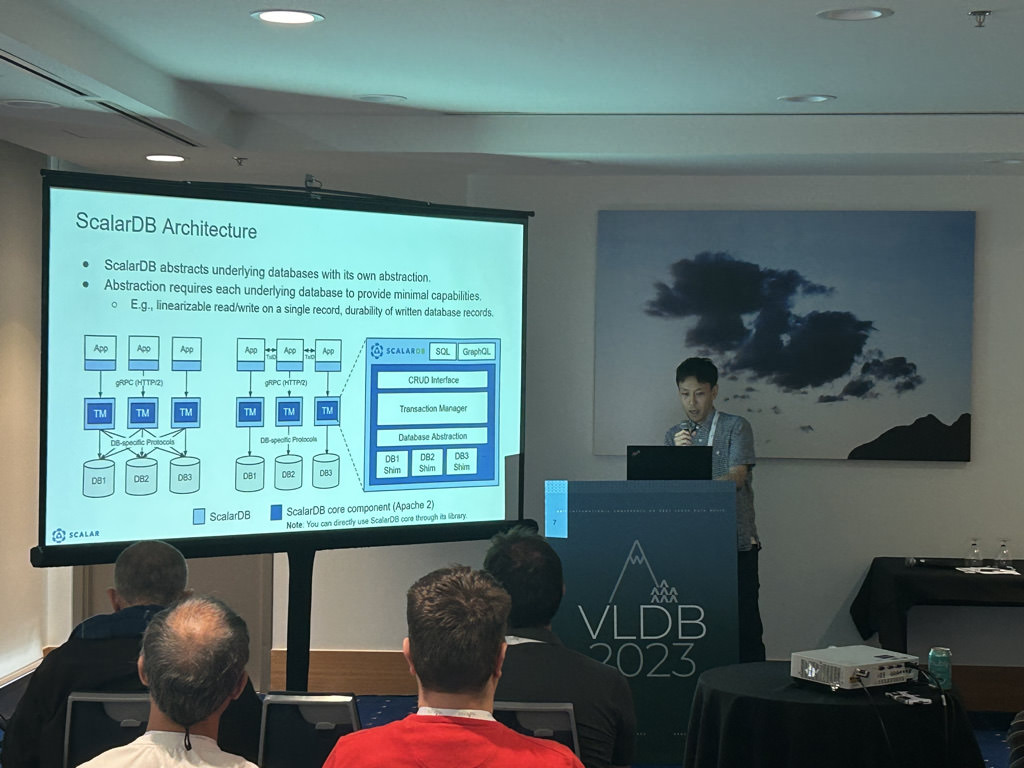 ScalarDB Architecture
● ScalarDB abstracts underlying databases with its own abstraction.
● Abstraction requires each underlying database to provide minimal capabilities.
○ E.g., linearizable read/write on a single record, durability of written database records.
App App App
gRPC (HTTP/2)
TM TM TM
DB-specific Protocols
DB1 DB2 DB3
App App App
TxID TxID
gRPC (HTTP/2)
TM TM TM
DB-specific Protocols
DB1 DB2 DB3
SCALARDB SQL GraphQL
CRUD Interface
Transaction Manager
Database Abstraction
DB1 Shim
DB2 Shim
DB3 Shim
ScalarDB ScalarDB core component (Apache 2)
Note: You can directly use ScalarDB core through its library.
SCALAR
7
VLDB
2023